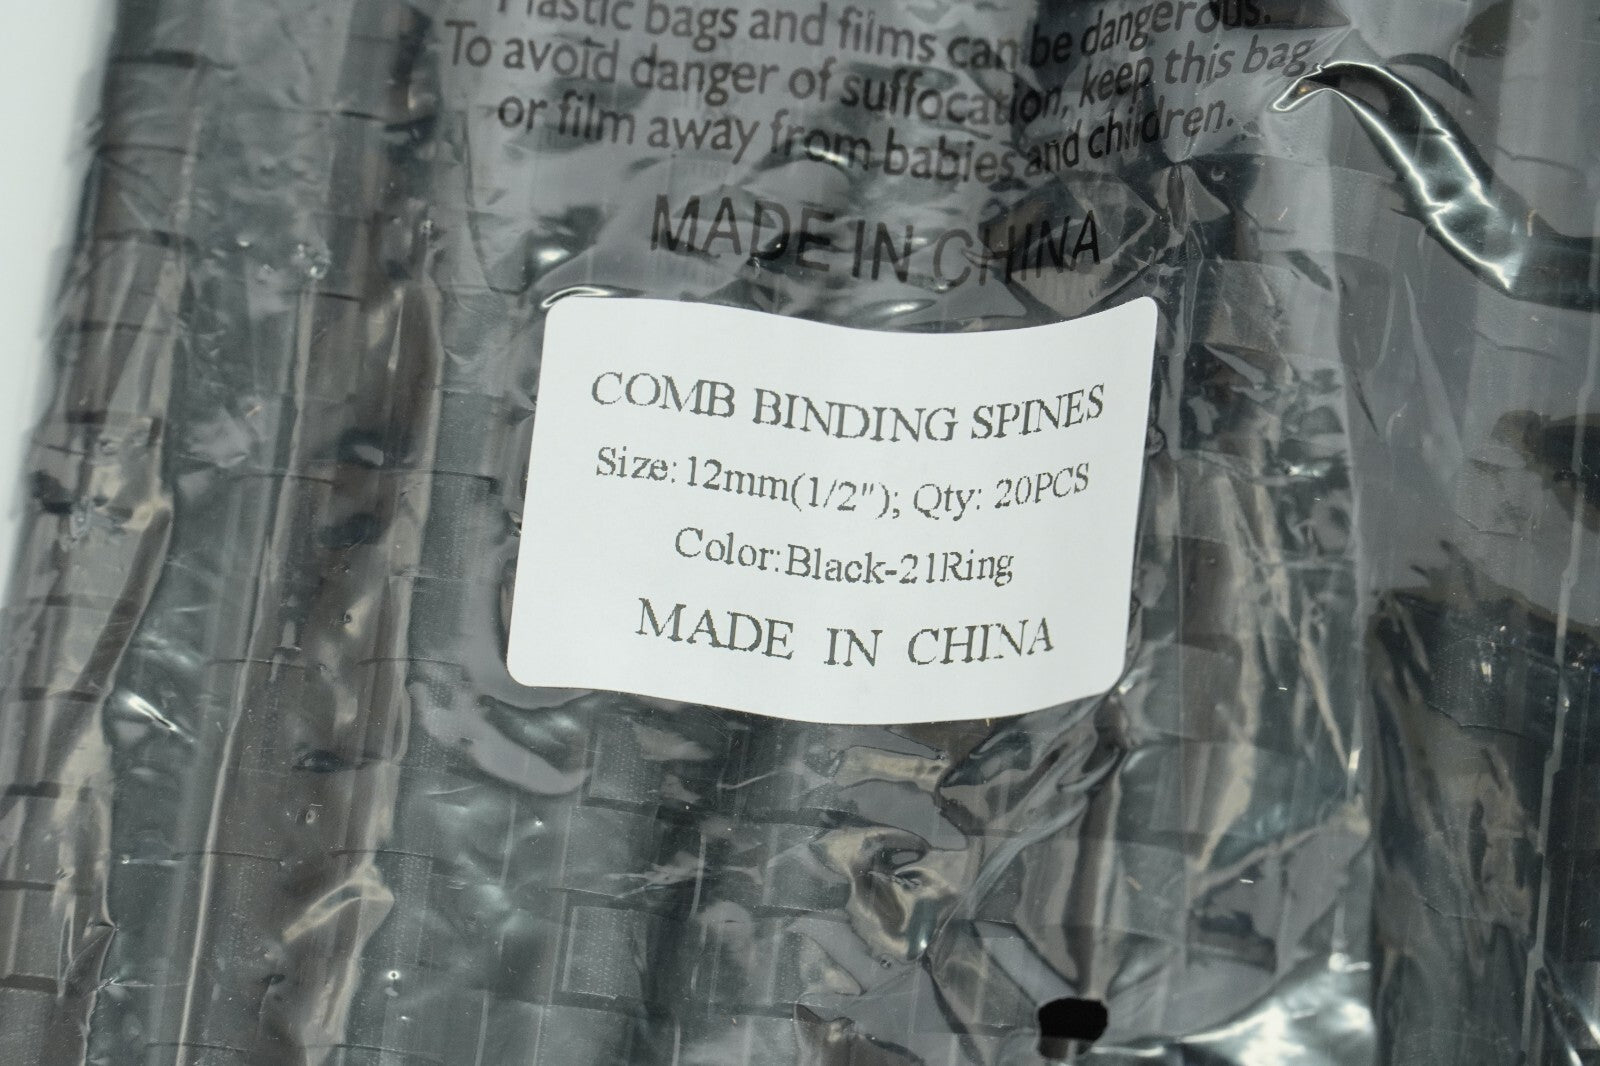 Plastic bags and films can be dangerous.
To avoid danger of suffocation, keep this bag
or film away from babies and children.
MADE IN CHINA
COMB BINDING SPINES
Size:12mm(1/2"); Qty: 20PCS
Color:Black-21Ring
MADE IN CHINA